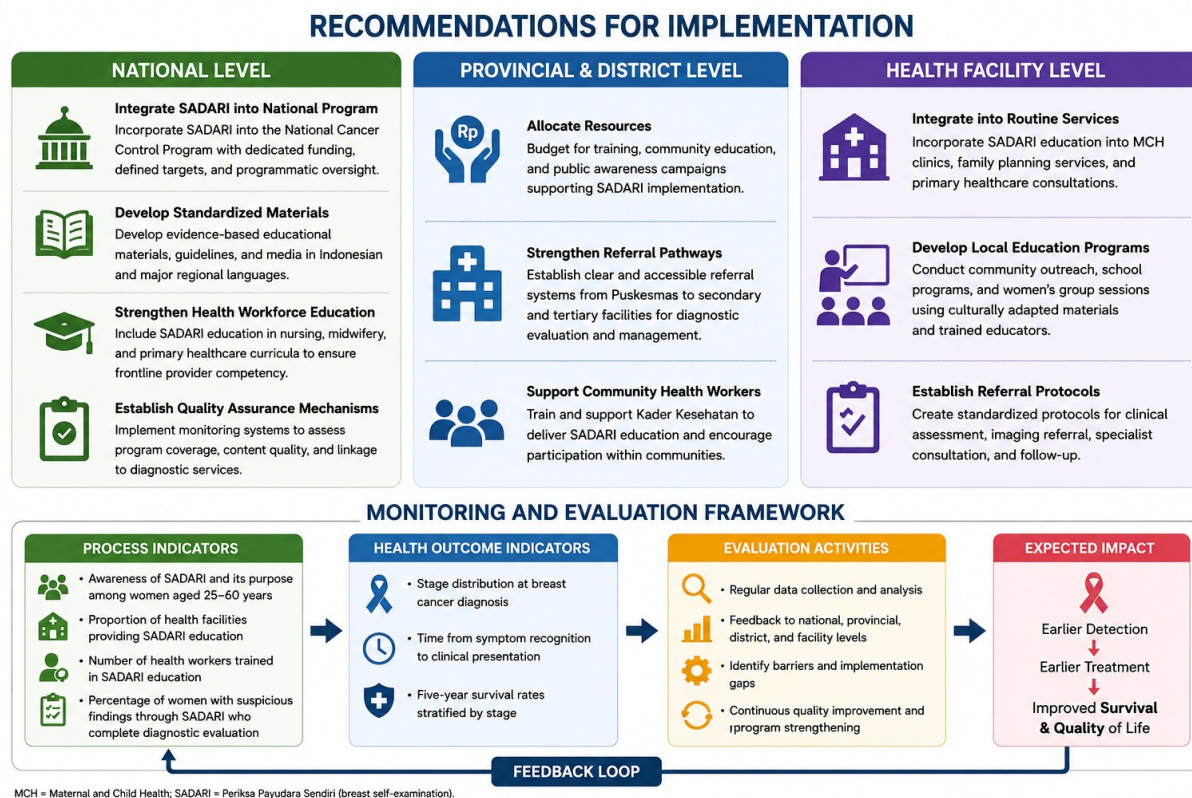 RECOMMENDATIONS FOR IMPLEMENTATION
NATIONAL LEVEL
Integrate SADARI into National Program
Incorporate SADARI into the National Cancer
Control Program with dedicated funding,
defined targets, and programmatic oversight.
Develop Standardized Materials
Develop evidence-based educational
materials, guidelines, and media in Indonesian
and major regional languages.
Strengthen Health Workforce Education
Include SADARI education in nursing, midwifery,
and primary healthcare curricula to ensure
frontline provider competency.
Establish Quality Assurance Mechanisms
Implement monitoring systems to assess
program coverage, content quality, and linkage
to diagnostic services.
PROVINCIAL & DISTRICT LEVEL
Rp
Allocate Resources
Budget for training, community education,
and public awareness campaigns
supporting SADARI implementation.
Strengthen Referral Pathways
Establish clear and accessible referral
systems from Puskesmas to secondary
and tertiary facilities for diagnostic
evaluation and management.
Support Community Health Workers
Train and support Kader Kesehatan to
deliver SADARI education and encourage
participation within communities.
HEALTH FACILITY LEVEL
Integrate into Routine Services
Incorporate SADARI education into MCH
clinics, family planning services, and
primary healthcare consultations.
Develop Local Education Programs
Conduct community outreach, school
programs, and women's group sessions
using culturally adapted materials
and trained educators.
Establish Referral Protocols
Create standardized protocols for clinical
assessment, imaging referral, specialist
consultation, and follow-up.
MONITORING AND EVALUATION FRAMEWORK
PROCESS INDICATORS
• Awareness of SADARI and its purpose
among women aged 25–60 years
• Proportion of health facilities
providing SADARI education
• Number of health workers trained
in SADARI education
• Percentage of women with suspicious
findings through SADARI who
complete diagnostic evaluation
HEALTH OUTCOME INDICATORS
• Stage distribution at breast
cancer diagnosis
• Time from symptom recognition
to clinical presentation
• Five-year survival rates
stratified by stage
EVALUATION ACTIVITIES
• Regular data collection and analysis
• Feedback to national, provincial,
district, and facility levels
• Identify barriers and implementation
gaps
• Continuous quality improvement and
program strengthening
EXPECTED IMPACT
Earlier Detection
Earlier Treatment
Improved Survival
& Quality of Life
FEEDBACK LOOP
MCH = Maternal and Child Health; SADARI = Periksa Payudara Sendiri (breast self-examination).